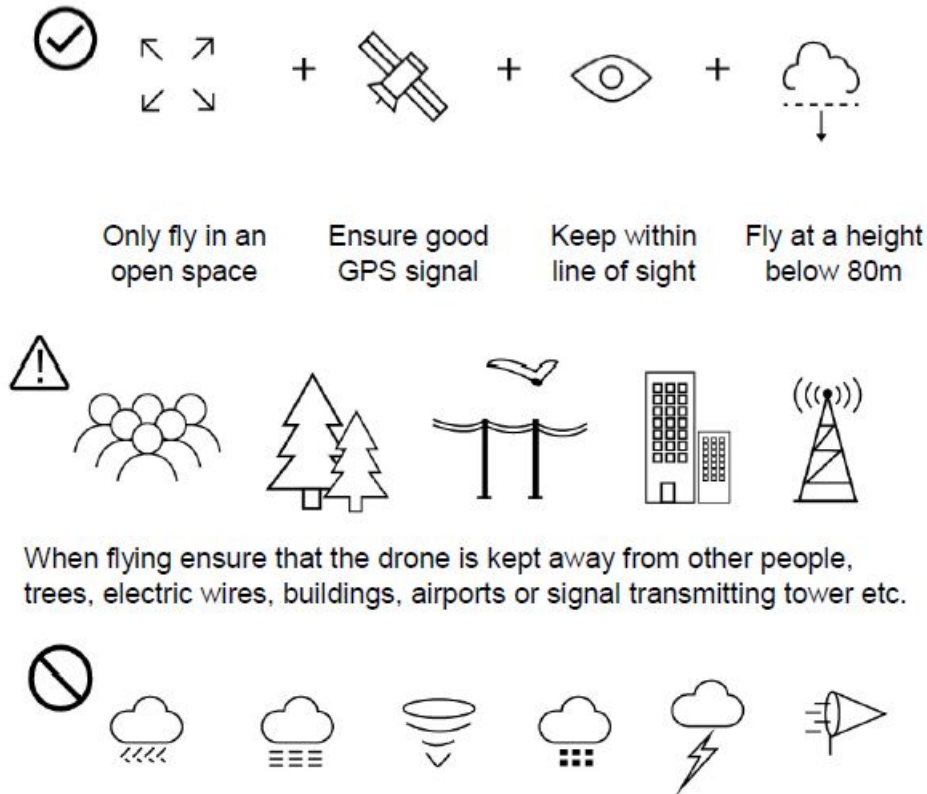 Only fly in an
open space
Ensure good
GPS signal
Keep within
line of sight
Fly at a height
below 80m
When flying ensure that the drone is kept away from other people,
trees, electric wires, buildings, airports or signal transmitting tower etc.